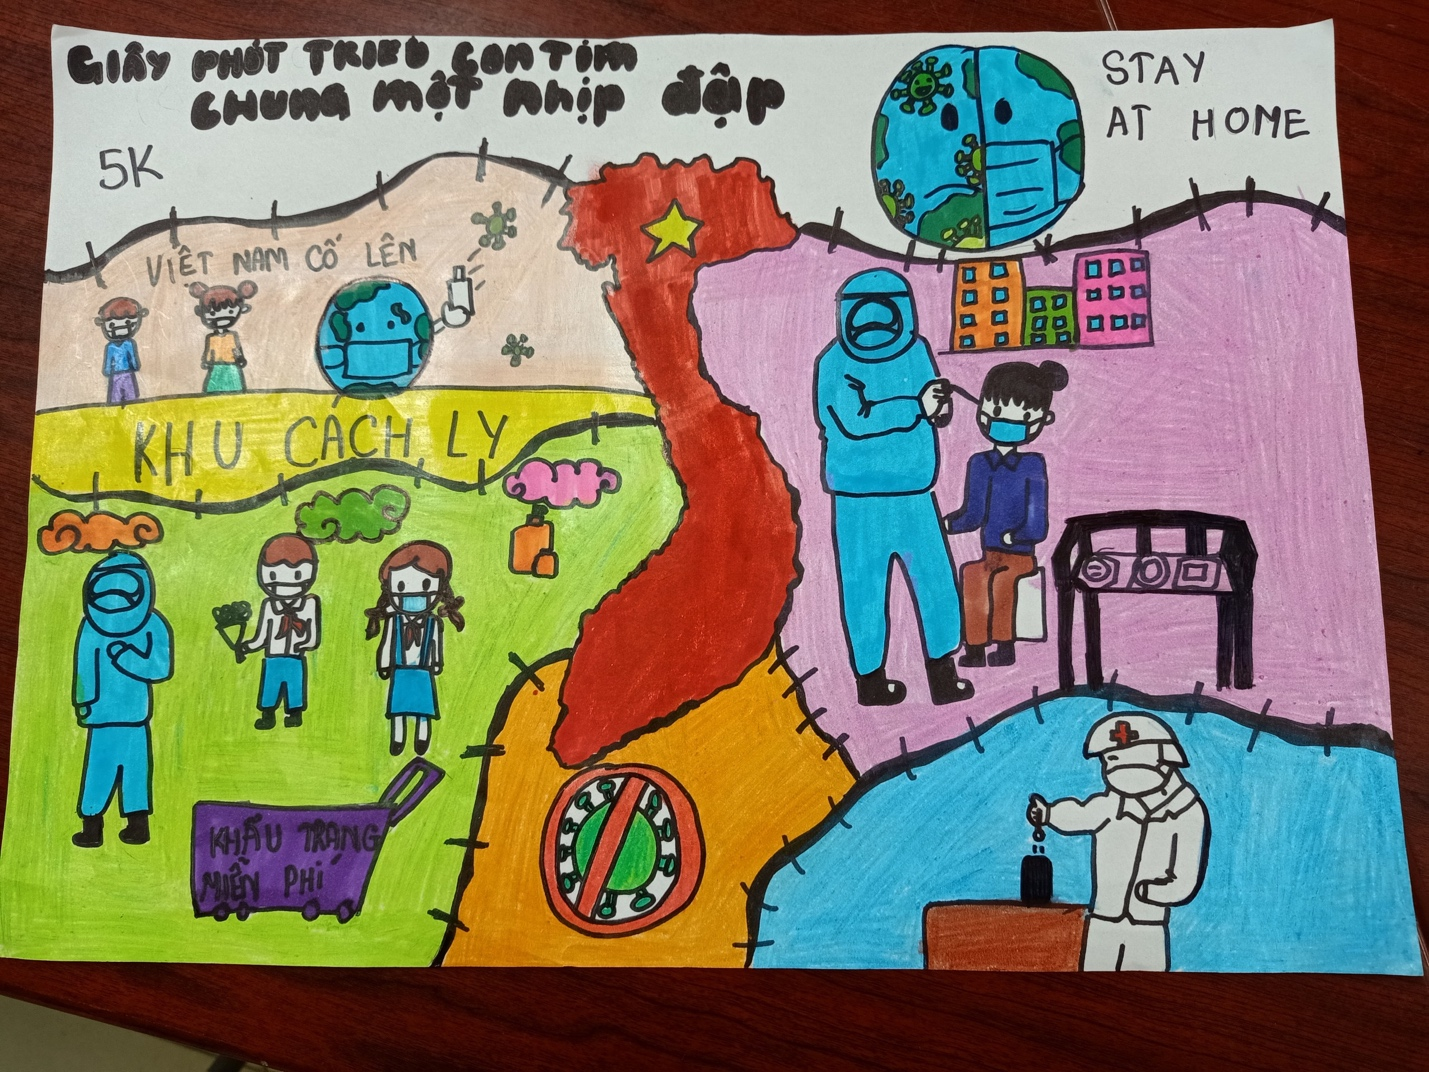 GIÂY PHÚT TRIỆU CON TIM
CHUNG MỘT NHỊP ĐẬP
STAY
AT HOME
5K
VIỆT NAM CỐ LÊN
KHU CÁCH LY
KHẨU TRANG
MIỄN PHÍ